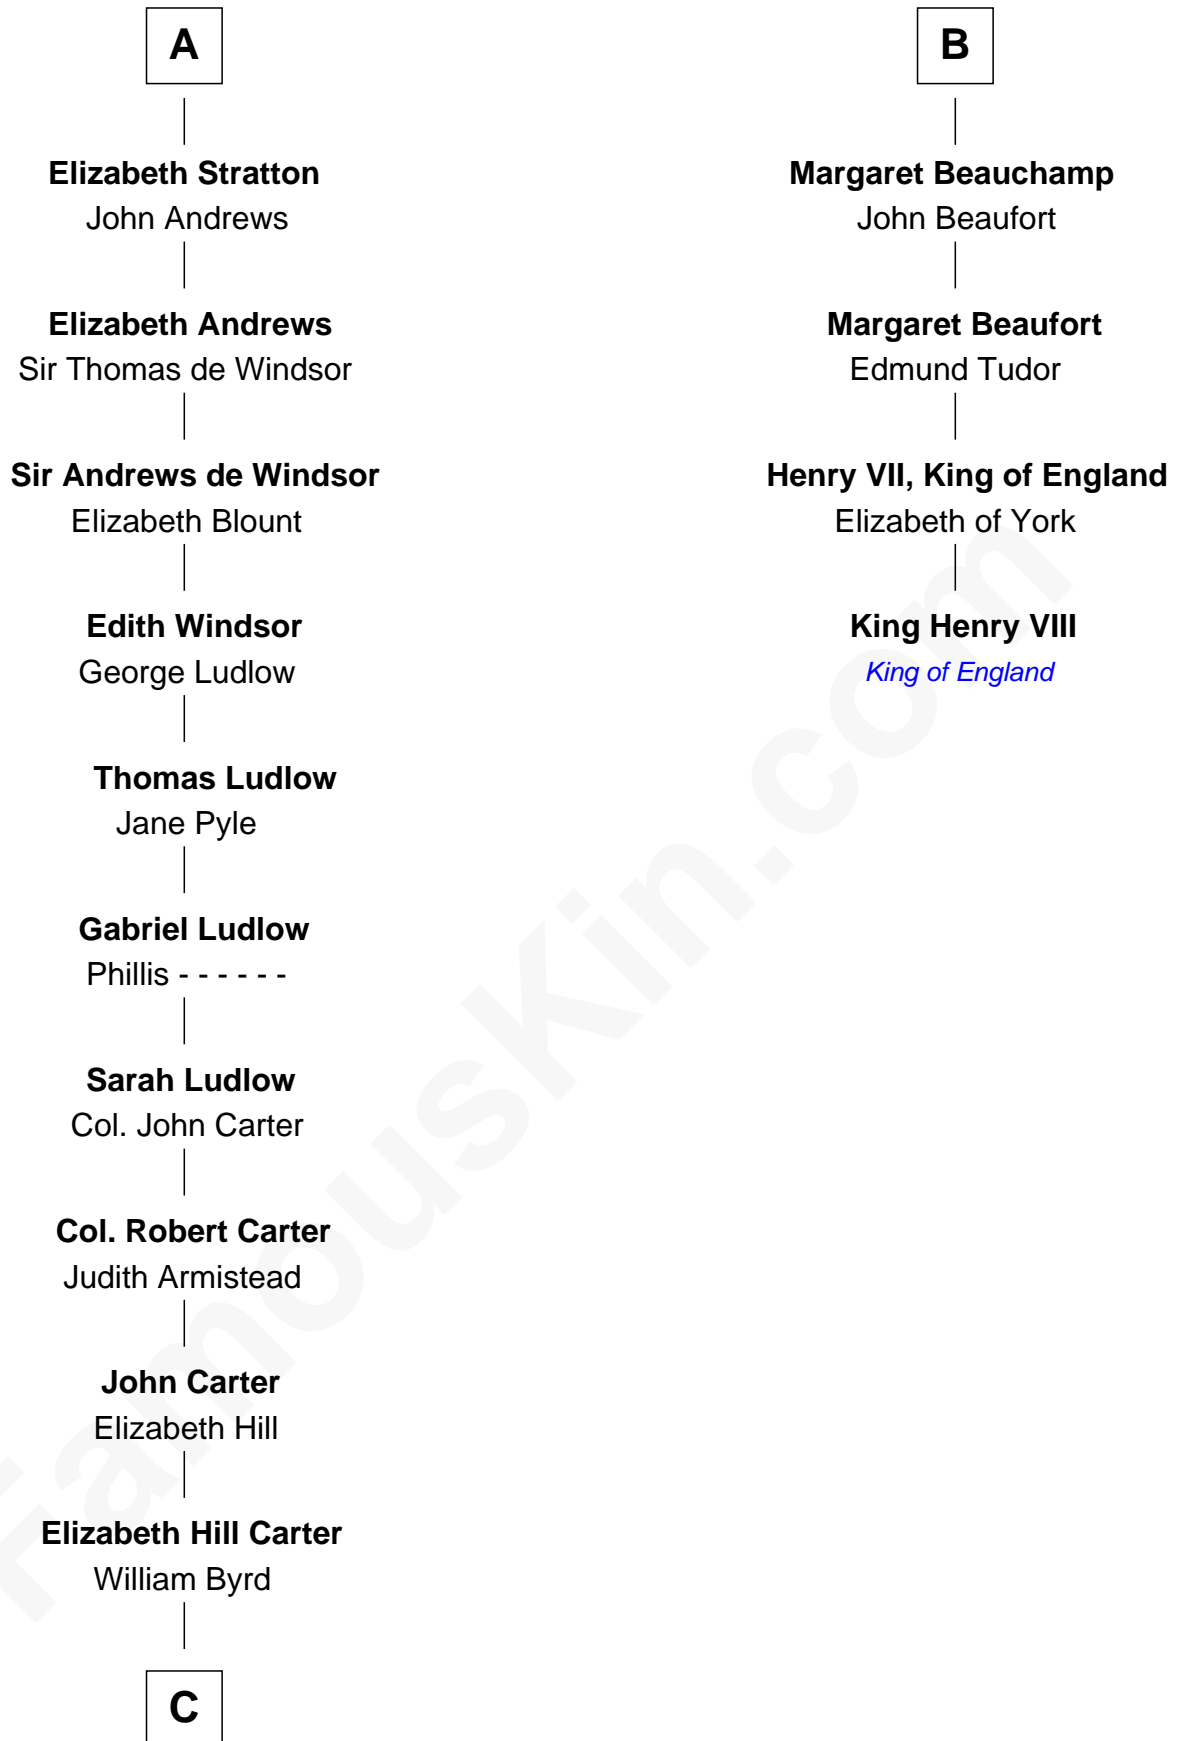 A
Elizabeth Stratton
John Andrews
Elizabeth Andrews
Sir Thomas de Windsor
Sir Andrews de Windsor
Elizabeth Blount
Edith Windsor
George Ludlow
Thomas Ludlow
Jane Pyle
Gabriel Ludlow
Phillis - - - - - -
Sarah Ludlow
Col. John Carter
Col. Robert Carter
Judith Armistead
John Carter
Elizabeth Hill
Elizabeth Hill Carter
William Byrd
C
B
Margaret Beauchamp
John Beaufort
Margaret Beaufort
Edmund Tudor
Henry VII, King of England
Elizabeth of York
King Henry VIII
King of England
FamousKin.com